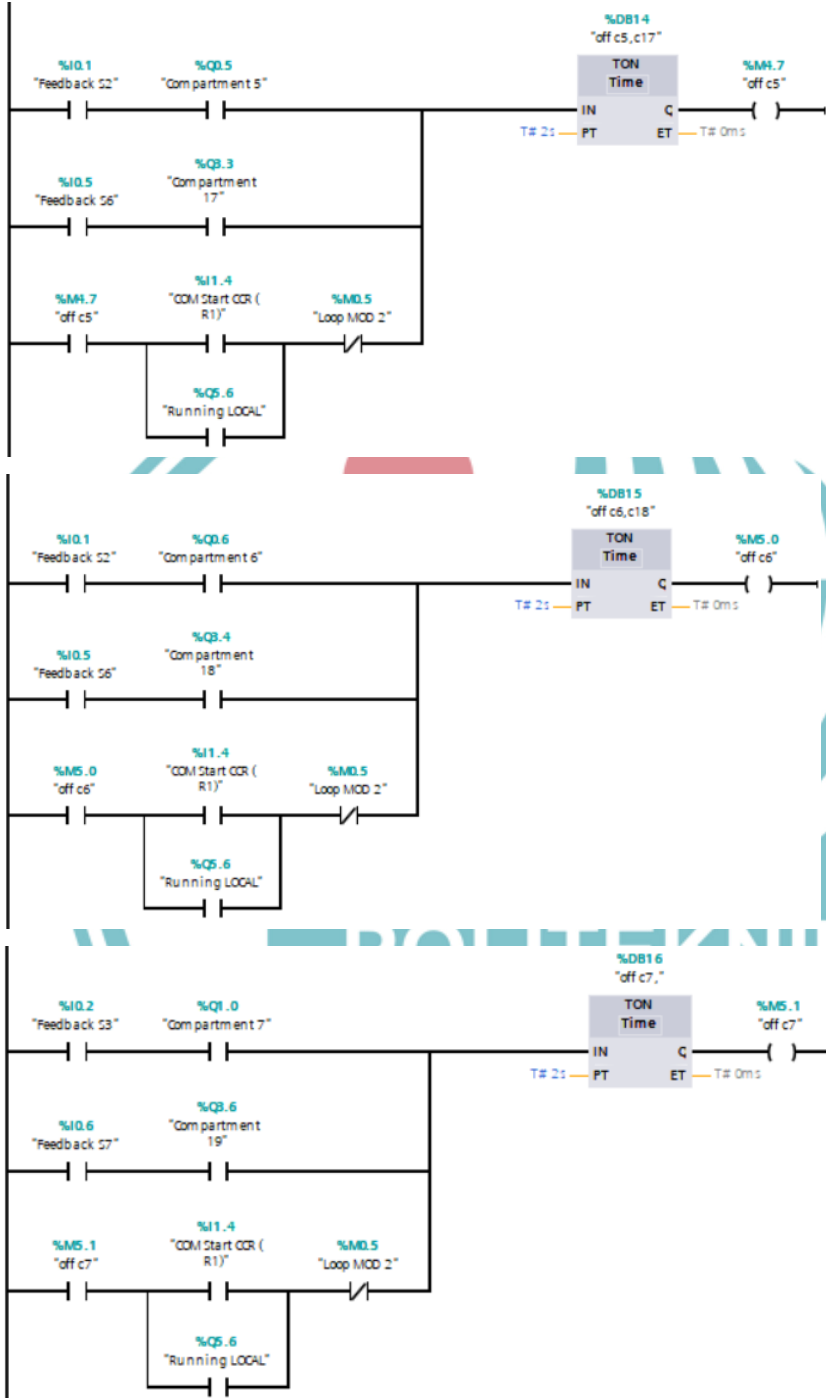 %DB14
"off c5,c17"
%I0.1
"Feedback S2"
%Q0.5
"Compartment 5"
TON
Time
%M4.7
"off c5"
IN
Q
T# 2s
PT
ET
T# 0ms
%I0.5
"Feedback S6"
%Q3.3
"Compartment
17"
%M4.7
"off c5"
%I1.4
"COM Start CCR (
R1)"
%M0.5
"Loop MOD 2"
%Q5.6
"Running LOCAL"
%DB15
"off c6,c18"
%I0.1
"Feedback S2"
%Q0.6
"Compartment 6"
TON
Time
%M5.0
"off c6"
IN
Q
T# 2s
PT
ET
T# 0ms
%I0.5
"Feedback S6"
%Q3.4
"Compartment
18"
%M5.0
"off c6"
%I1.4
"COM Start CCR (
R1)"
%M0.5
"Loop MOD 2"
%Q5.6
"Running LOCAL"
%DB16
"off c7,"
%I0.2
"Feedback S3"
%Q1.0
"Compartment 7"
TON
Time
%M5.1
"off c7"
IN
Q
T# 2s
PT
ET
T# 0ms
%I0.6
"Feedback S7"
%Q3.6
"Compartment
19"
%M5.1
"off c7"
%I1.4
"COM Start CCR (
R1)"
%M0.5
"Loop MOD 2"
%Q5.6
"Running LOCAL"